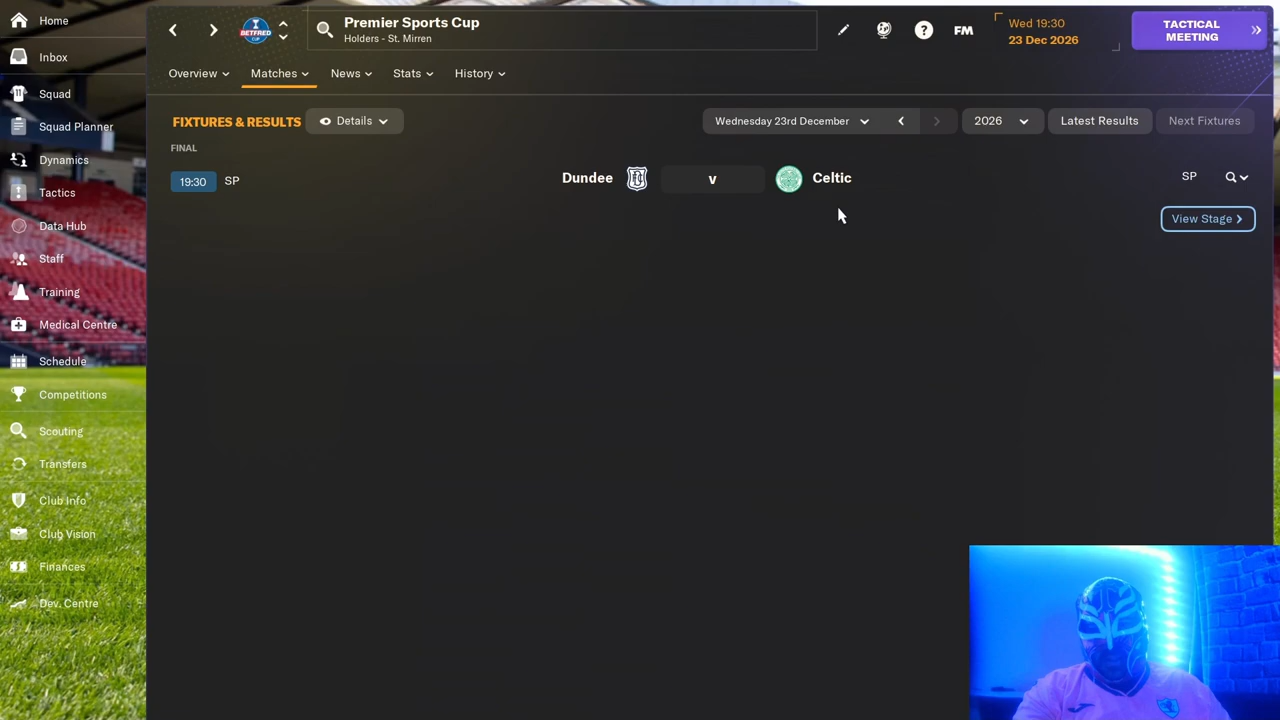 Home
Inbox
Squad
Squad Planner
Dynamics
Tactics
Data Hub
Staff
Training
Medical Centre
Schedule
Competitions
Scouting
Transfers
Club Info
Club Vision
Finances
Dev. Centre
BETFRED
CUP
Premier Sports Cup
Holders - St. Mirren
?
FM
Wed 19:30
23 Dec 2026
TACTICAL
MEETING
Overview
Matches
News
Stats
History
FIXTURES & RESULTS
Details
Wednesday 23rd December
2026
Latest Results
Next Fixtures
FINAL
19:30 SP Dundee v Celtic SP
View Stage